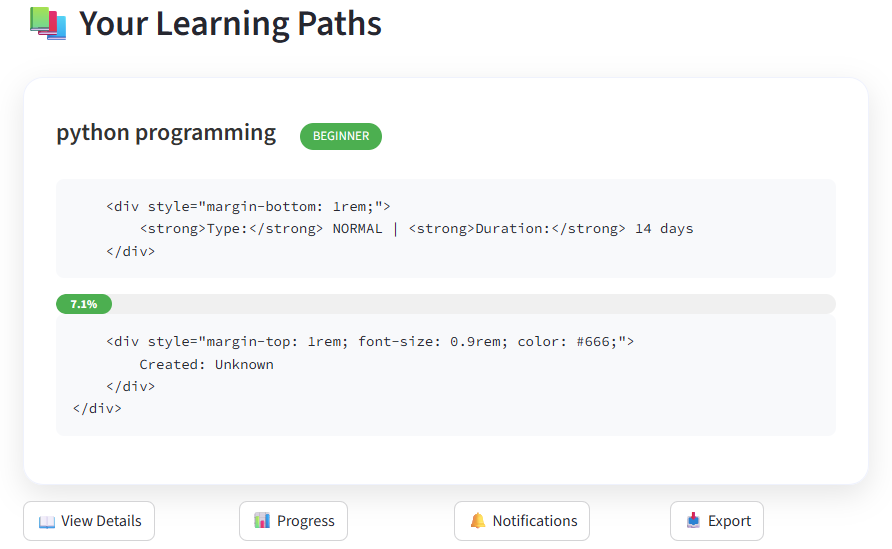 Your Learning Paths
python programming BEGINNER
<div style="margin-bottom: 1rem;">
<strong>Type:</strong> NORMAL | <strong>Duration:</strong> 14 days
</div>
7.1%
<div style="margin-top: 1rem; font-size: 0.9rem; color: #666;">
Created: Unknown
</div>
</div>
View Details Progress Notifications Export